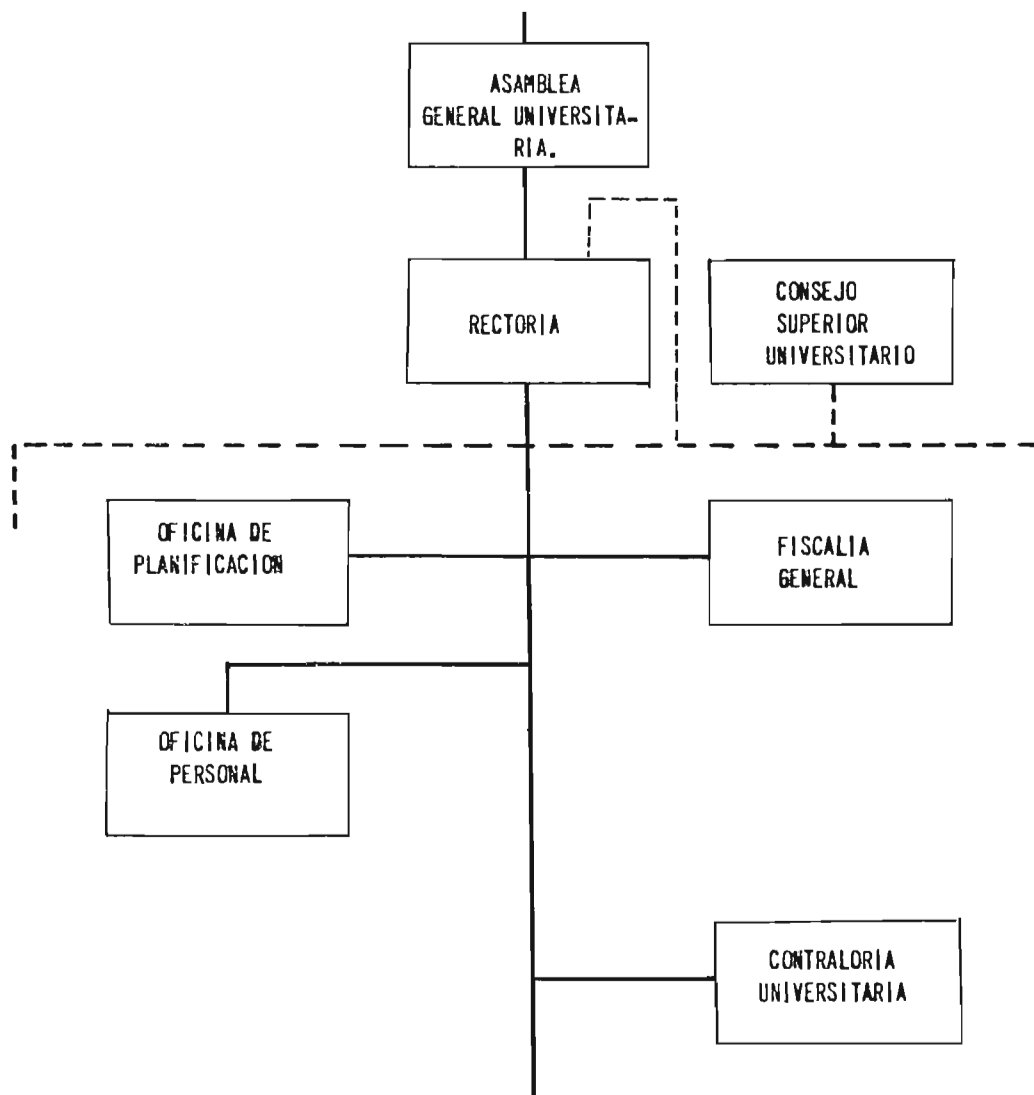 ASAMBLEA
GENERAL UNIVERSITA-
RIA.
RECTORIA
CONSEJO
SUPERIOR
UNIVERSITARIO
OFICINA DE
PLANIFICACION
FISCALIA
GENERAL
OFICINA DE
PERSONAL
CONTRALORIA
UNIVERSITARIA